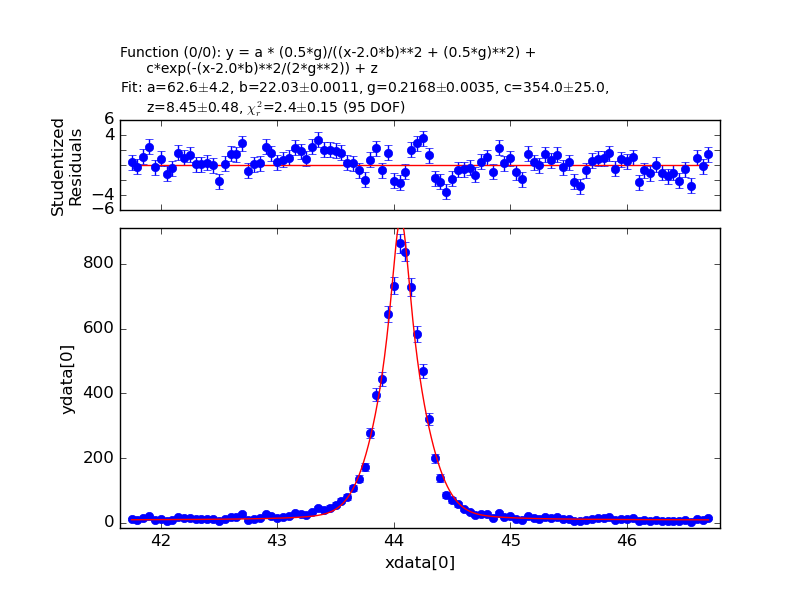 Function (0/0): y = a * (0.5*g)/((x-2.0*b)**2 + (0.5*g)**2) +
c*exp(-(x-2.0*b)**2/(2*g**2)) + z
Fit: a=62.6±4.2, b=22.03±0.0011, g=0.2168±0.0035, c=354.0±25.0,
z=8.45±0.48, χ²ᵣ=2.4±0.15 (95 DOF)
Studentized
Residuals
6
4
−4
−6
ydata[0]
800
600
400
200
0
42 43 44 45 46
xdata[0]